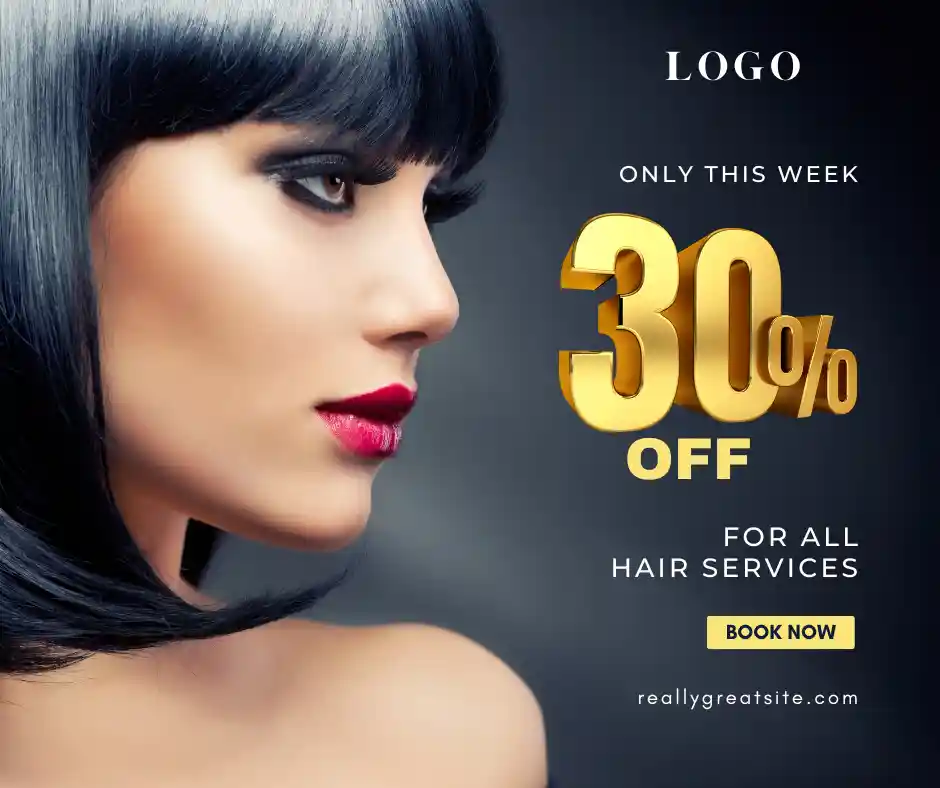 LOGO
ONLY THIS WEEK
30%
OFF
FOR ALL
HAIR SERVICES
BOOK NOW
reallygreatsite.com